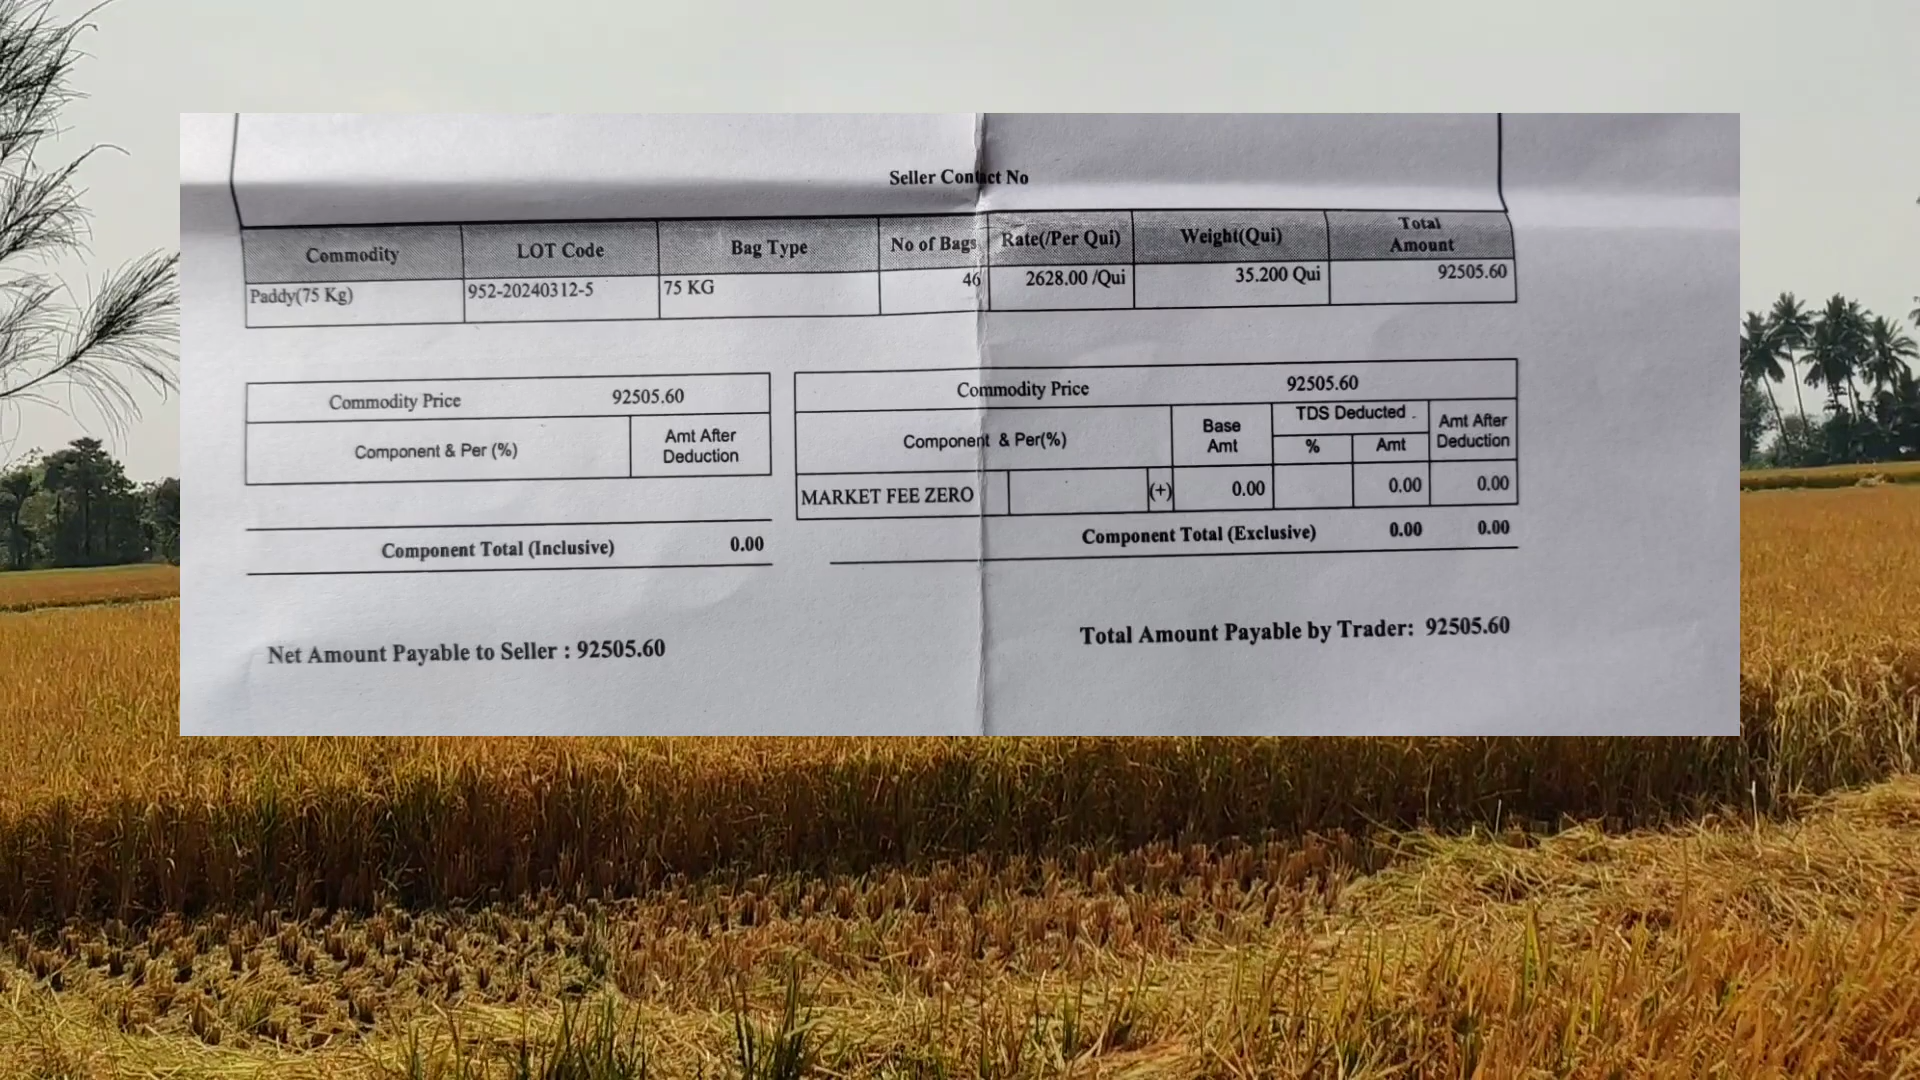 Seller Contact No
Commodity LOT Code Bag Type No of Bags Rate(/Per Qui) Weight(Qui) Total Amount
Paddy(75 Kg) 952-20240312-5 75 KG 46 2628.00 /Qui 35.200 Qui 92505.60
Commodity Price 92505.60
Component & Per (%) Amt After Deduction
Component Total (Inclusive) 0.00
Net Amount Payable to Seller : 92505.60
Commodity Price 92505.60
Component & Per(%) Base Amt TDS Deducted . % Amt Amt After Deduction
MARKET FEE ZERO (+) 0.00 0.00 0.00
Component Total (Exclusive) 0.00 0.00
Total Amount Payable by Trader: 92505.60